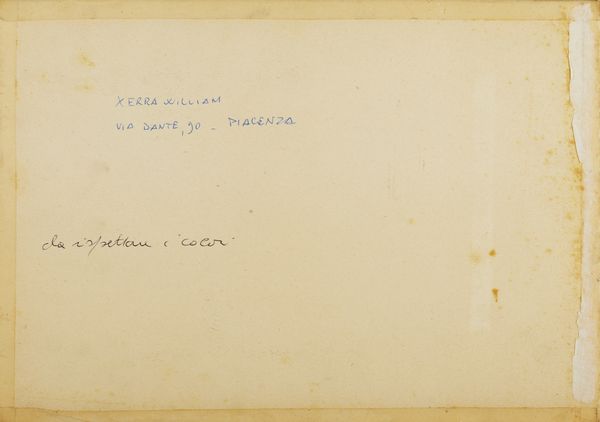 XERRA WILLIAM
VIA DANTE, 90 - PIACENZA
da rispettare i colori